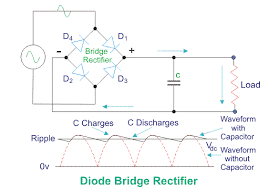 D4
D1
-
Bridge
Rectifier
+
D2
D3
C
Load
C Charges
C Discharges
Waveform
with
Capacitor
Ripple
Vdc
Waveform
without
Capacitor
0v
Diode Bridge Rectifier